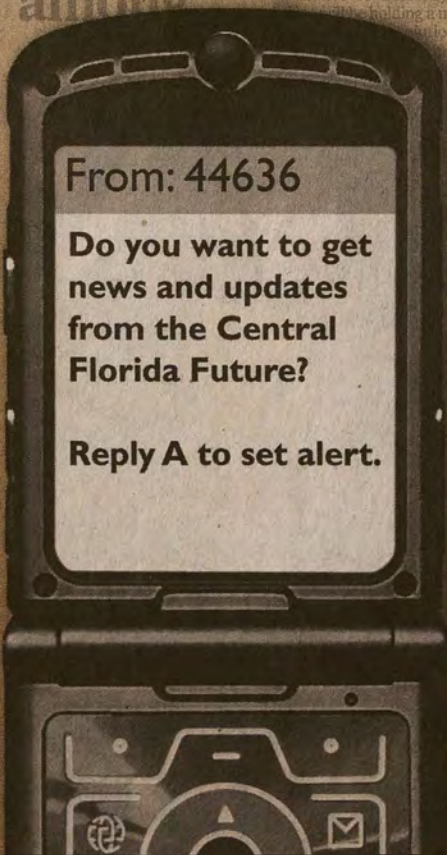 From: 44636
Do you want to get
news and updates
from the Central
Florida Future?
Reply A to set alert.